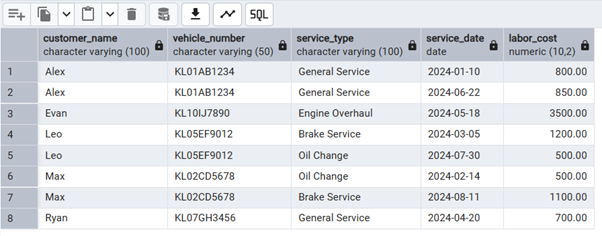 SQL
customer_name vehicle_number service_type service_date labor_cost
character varying (100) character varying (50) character varying (100) date numeric (10,2)
1 Alex KL01AB1234 General Service 2024-01-10 800.00
2 Alex KL01AB1234 General Service 2024-06-22 850.00
3 Evan KL10IJ7890 Engine Overhaul 2024-05-18 3500.00
4 Leo KL05EF9012 Brake Service 2024-03-05 1200.00
5 Leo KL05EF9012 Oil Change 2024-07-30 500.00
6 Max KL02CD5678 Oil Change 2024-02-14 500.00
7 Max KL02CD5678 Brake Service 2024-08-11 1100.00
8 Ryan KL07GH3456 General Service 2024-04-20 700.00